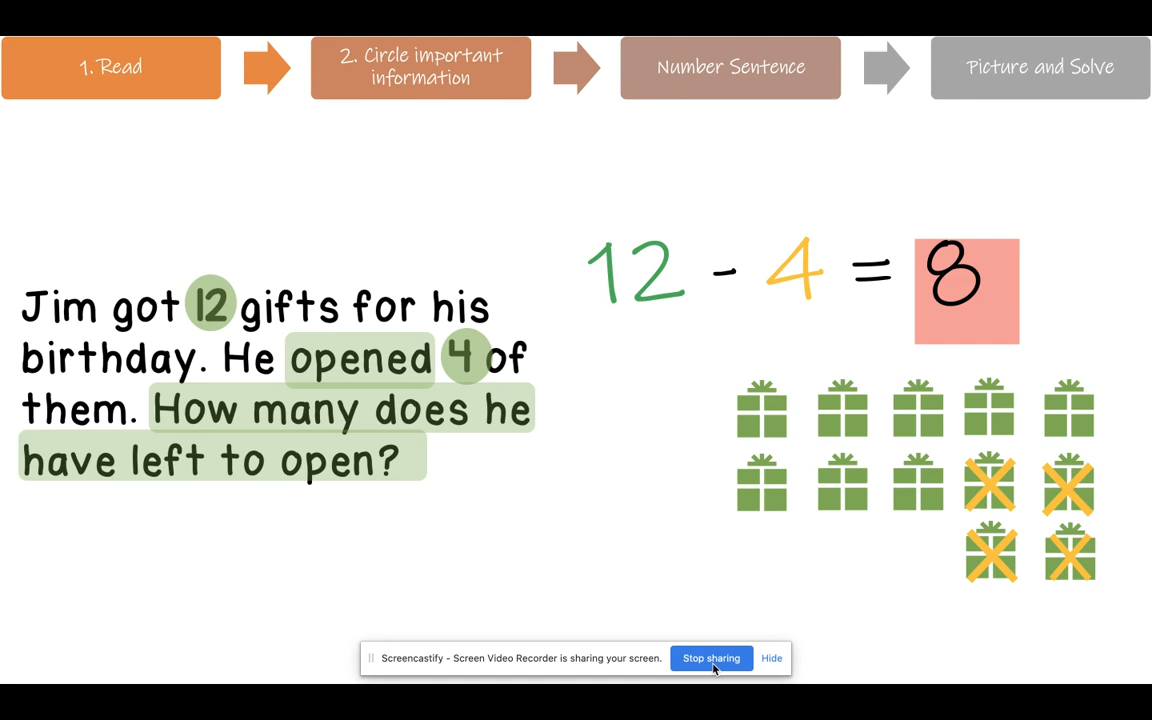 1. Read
2. Circle important
information
Number Sentence
Picture and Solve
12 - 4 = 8
Jim got 12 gifts for his
birthday. He opened 4 of
them. How many does he
have left to open?
Screencastify - Screen Video Recorder is sharing your screen. Stop sharing Hide